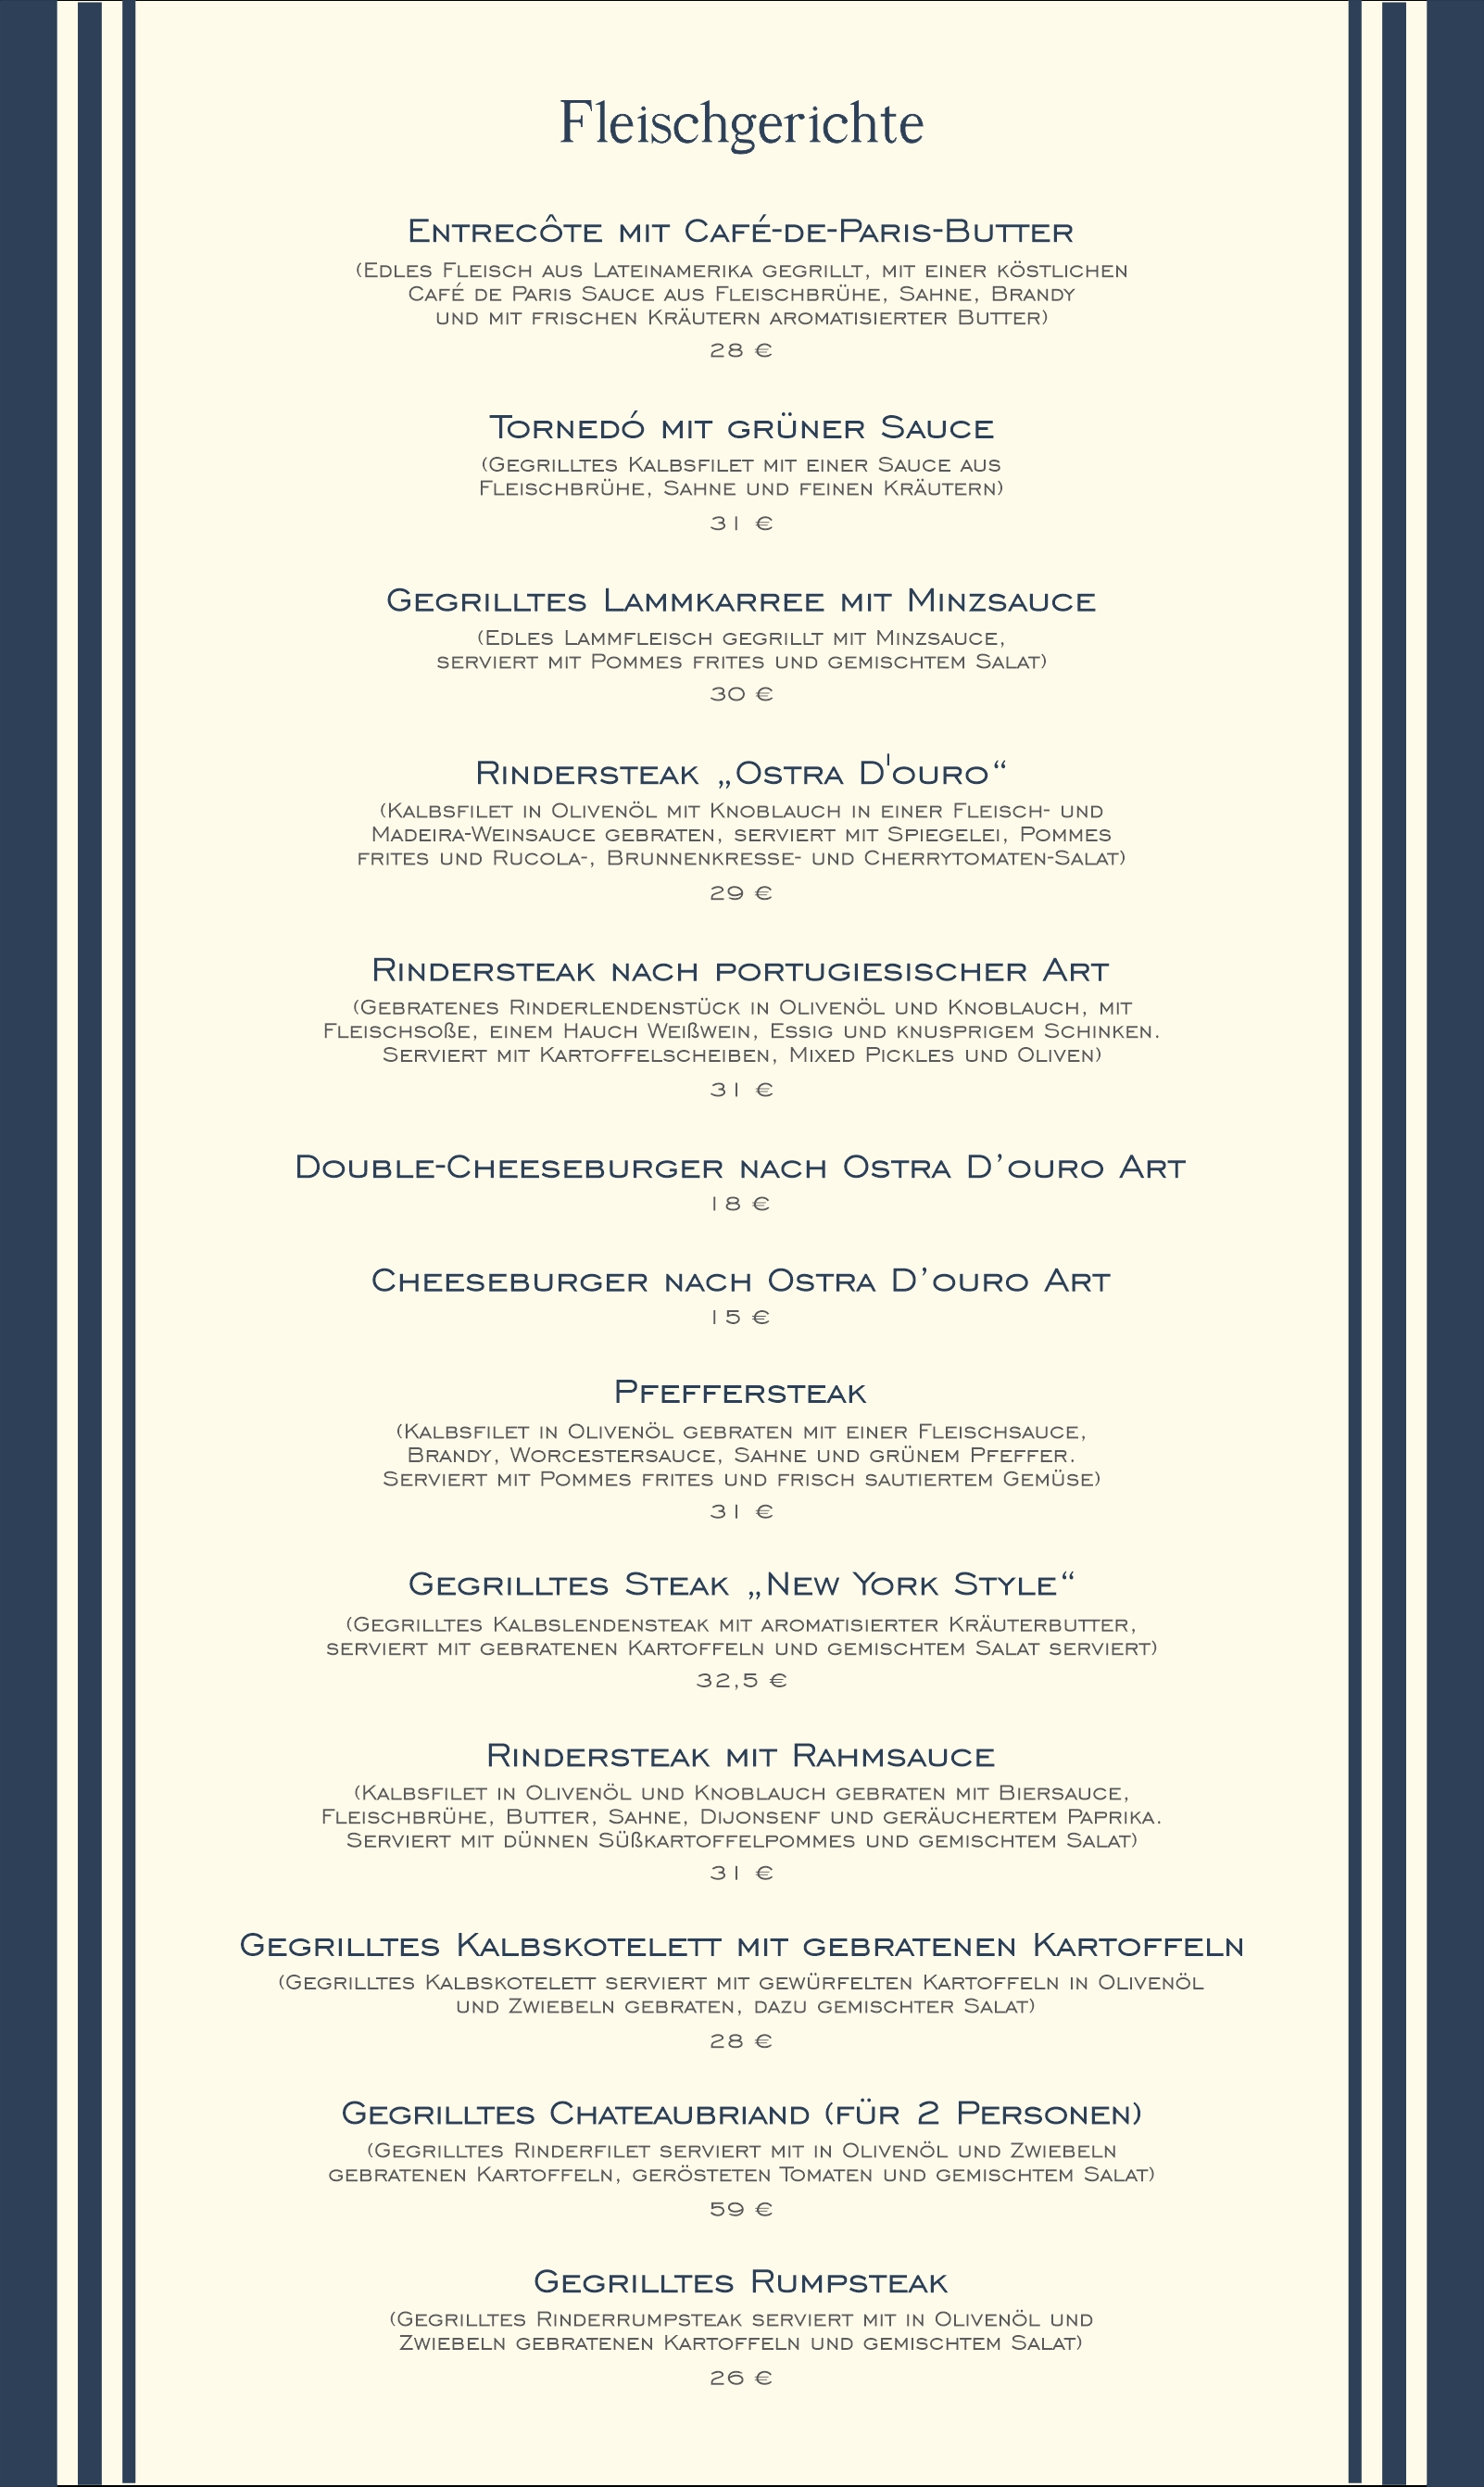 Fleischgerichte
Entrecôte mit Café-de-Paris-Butter
(Edles Fleisch aus Lateinamerika gegrillt, mit einer köstlichen
Café de Paris Sauce aus Fleischbrühe, Sahne, Brandy
und mit frischen Kräutern aromatisierter Butter)
28 €
Tornedó mit grüner Sauce
(Gegrilltes Kalbsfilet mit einer Sauce aus
Fleischbrühe, Sahne und feinen Kräutern)
31 €
Gegrilltes Lammkarree mit Minzsauce
(Edles Lammfleisch gegrillt mit Minzsauce,
serviert mit Pommes frites und gemischtem Salat)
30 €
Rindersteak „Ostra D'ouro“
(Kalbsfilet in Olivenöl mit Knoblauch in einer Fleisch- und
Madeira-Weinsauce gebraten, serviert mit Spiegelei, Pommes
frites und Rucola-, Brunnenkresse- und Cherrytomaten-Salat)
29 €
Rindersteak nach portugiesischer Art
(Gebratenes Rinderlendenstück in Olivenöl und Knoblauch, mit
Fleischsoße, einem Hauch Weißwein, Essig und knusprigem Schinken.
Serviert mit Kartoffelscheiben, Mixed Pickles und Oliven)
31 €
Double-Cheeseburger nach Ostra D’ouro Art
18 €
Cheeseburger nach Ostra D’ouro Art
15 €
Pfeffersteak
(Kalbsfilet in Olivenöl gebraten mit einer Fleischsauce,
Brandy, Worcestersauce, Sahne und grünem Pfeffer.
Serviert mit Pommes frites und frisch sautiertem Gemüse)
31 €
Gegrilltes Steak „New York Style“
(Gegrilltes Kalbslendensteak mit aromatisierter Kräuterbutter,
serviert mit gebratenen Kartoffeln und gemischtem Salat serviert)
32,5 €
Rindersteak mit Rahmsauce
(Kalbsfilet in Olivenöl und Knoblauch gebraten mit Biersauce,
Fleischbrühe, Butter, Sahne, Dijonsenf und geräuchertem Paprika.
Serviert mit dünnen Süßkartoffelpommes und gemischtem Salat)
31 €
Gegrilltes Kalbskotelett mit gebratenen Kartoffeln
(Gegrilltes Kalbskotelett serviert mit gewürfelten Kartoffeln in Olivenöl
und Zwiebeln gebraten, dazu gemischter Salat)
28 €
Gegrilltes Chateaubriand (für 2 Personen)
(Gegrilltes Rinderfilet serviert mit in Olivenöl und Zwiebeln
gebratenen Kartoffeln, gerösteten Tomaten und gemischtem Salat)
59 €
Gegrilltes Rumpsteak
(Gegrilltes Rinderrumpsteak serviert mit in Olivenöl und
Zwiebeln gebratenen Kartoffeln und gemischtem Salat)
26 €